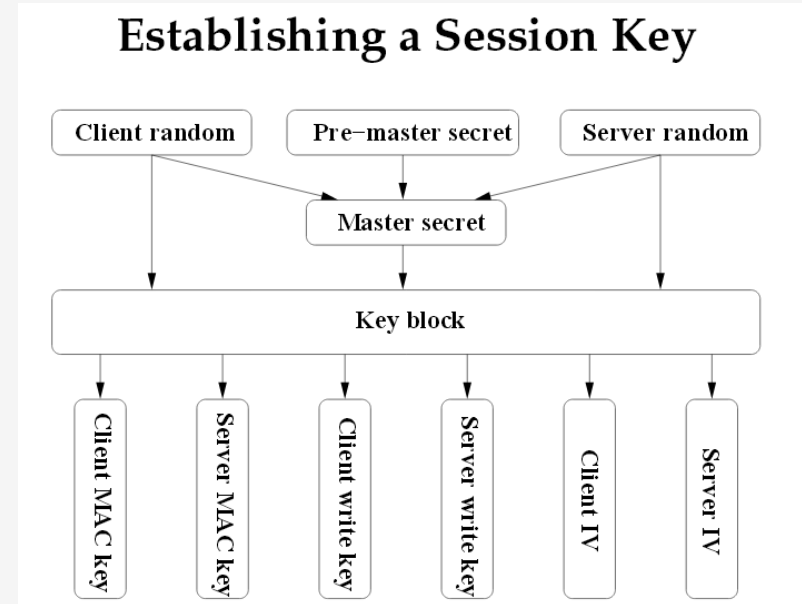 Establishing a Session Key
Client random
Pre−master secret
Server random
Master secret
Key block
Client MAC key
Server MAC key
Client write key
Server write key
Client IV
Server IV